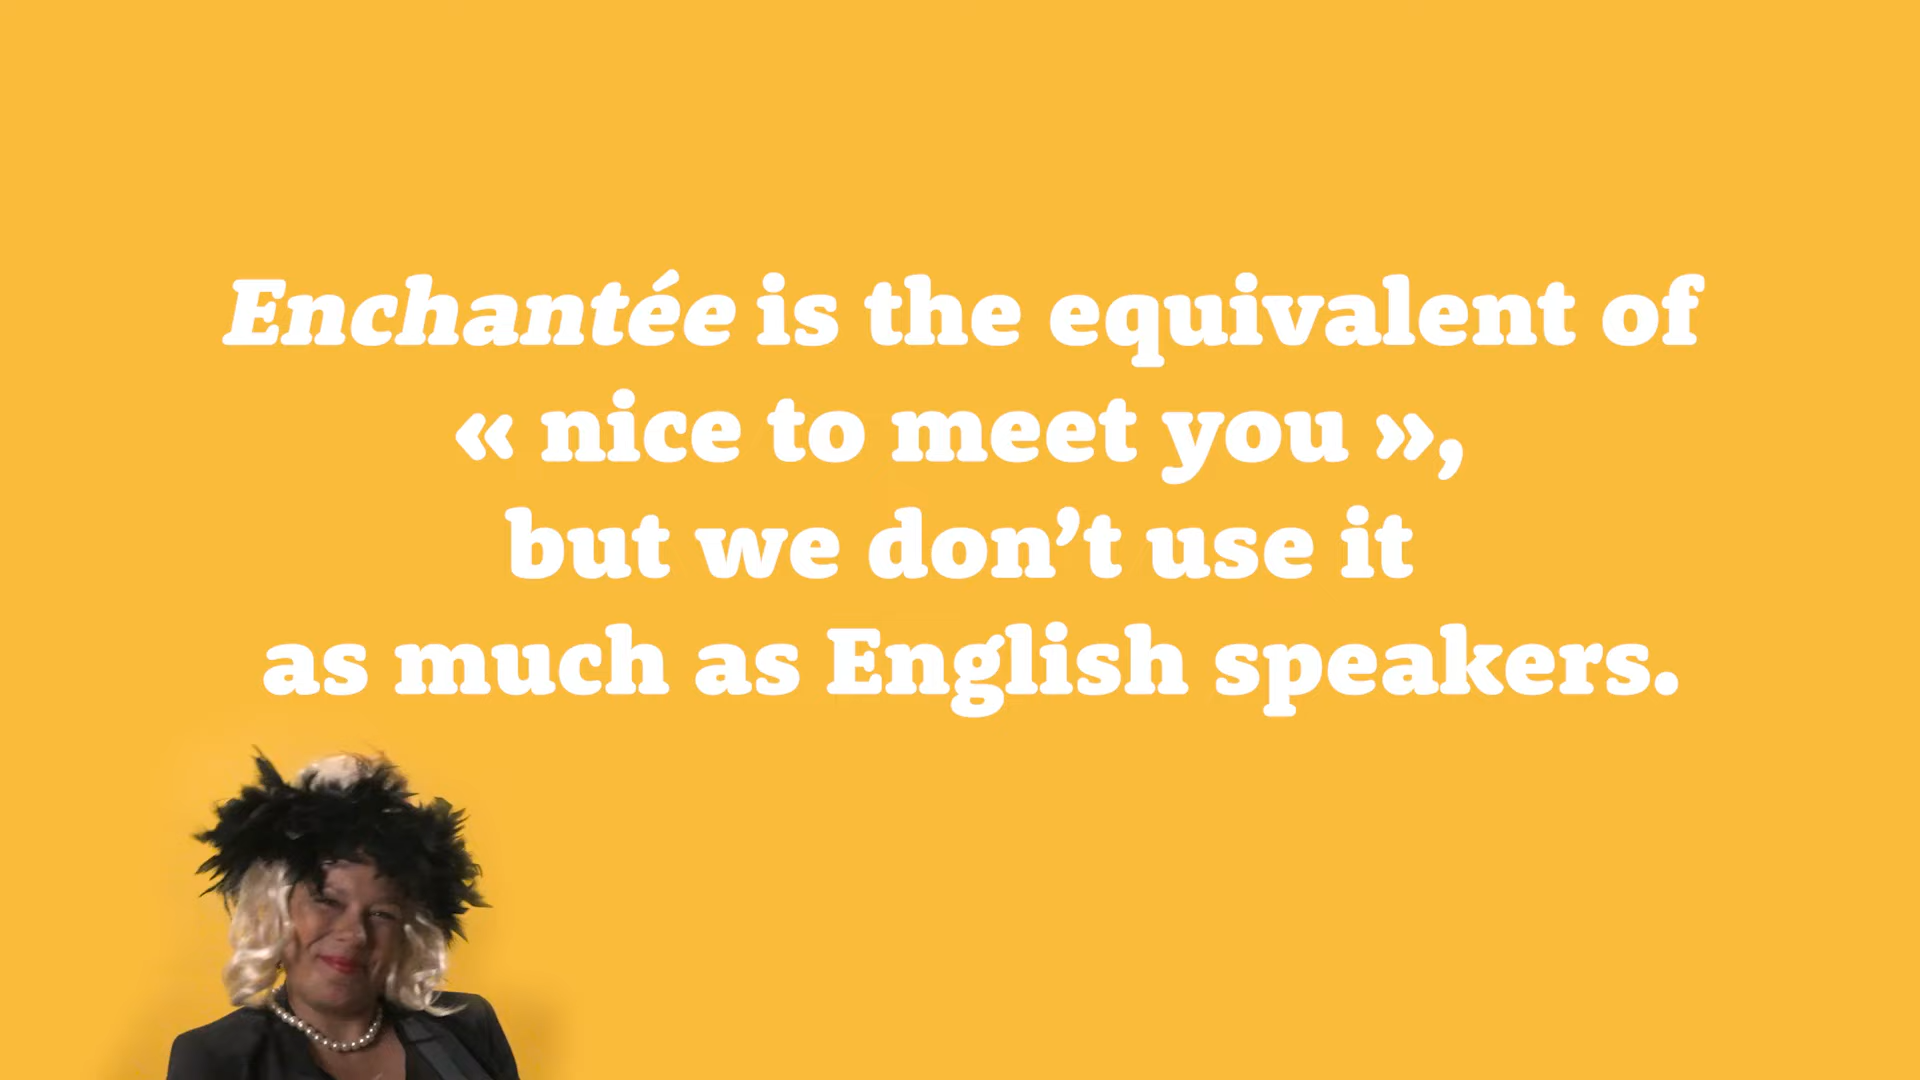 Enchantée is the equivalent of
« nice to meet you »,
but we don’t use it
as much as English speakers.